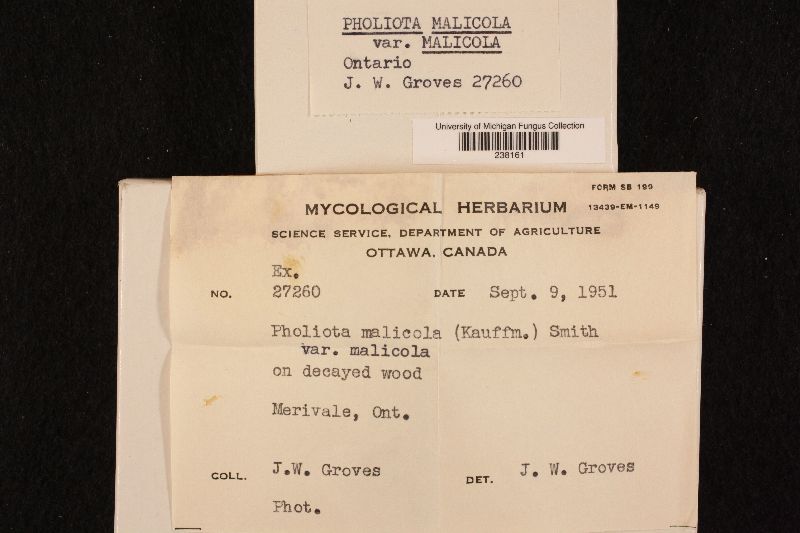 PHOLIOTA MALICOLA
var. MALICOLA
Ontario
J. W. Groves 27260
University of Michigan Fungus Collection
238161
FORM SB 199
13439-EM-1149
MYCOLOGICAL HERBARIUM
SCIENCE SERVICE, DEPARTMENT OF AGRICULTURE
OTTAWA, CANADA
Ex.
NO. 27260 DATE Sept. 9, 1951
Pholiota malicola (Kauffm.) Smith
var. malicola
on decayed wood
Merivale, Ont.
COLL. J.W. Groves DET. J. W. Groves
Phot.